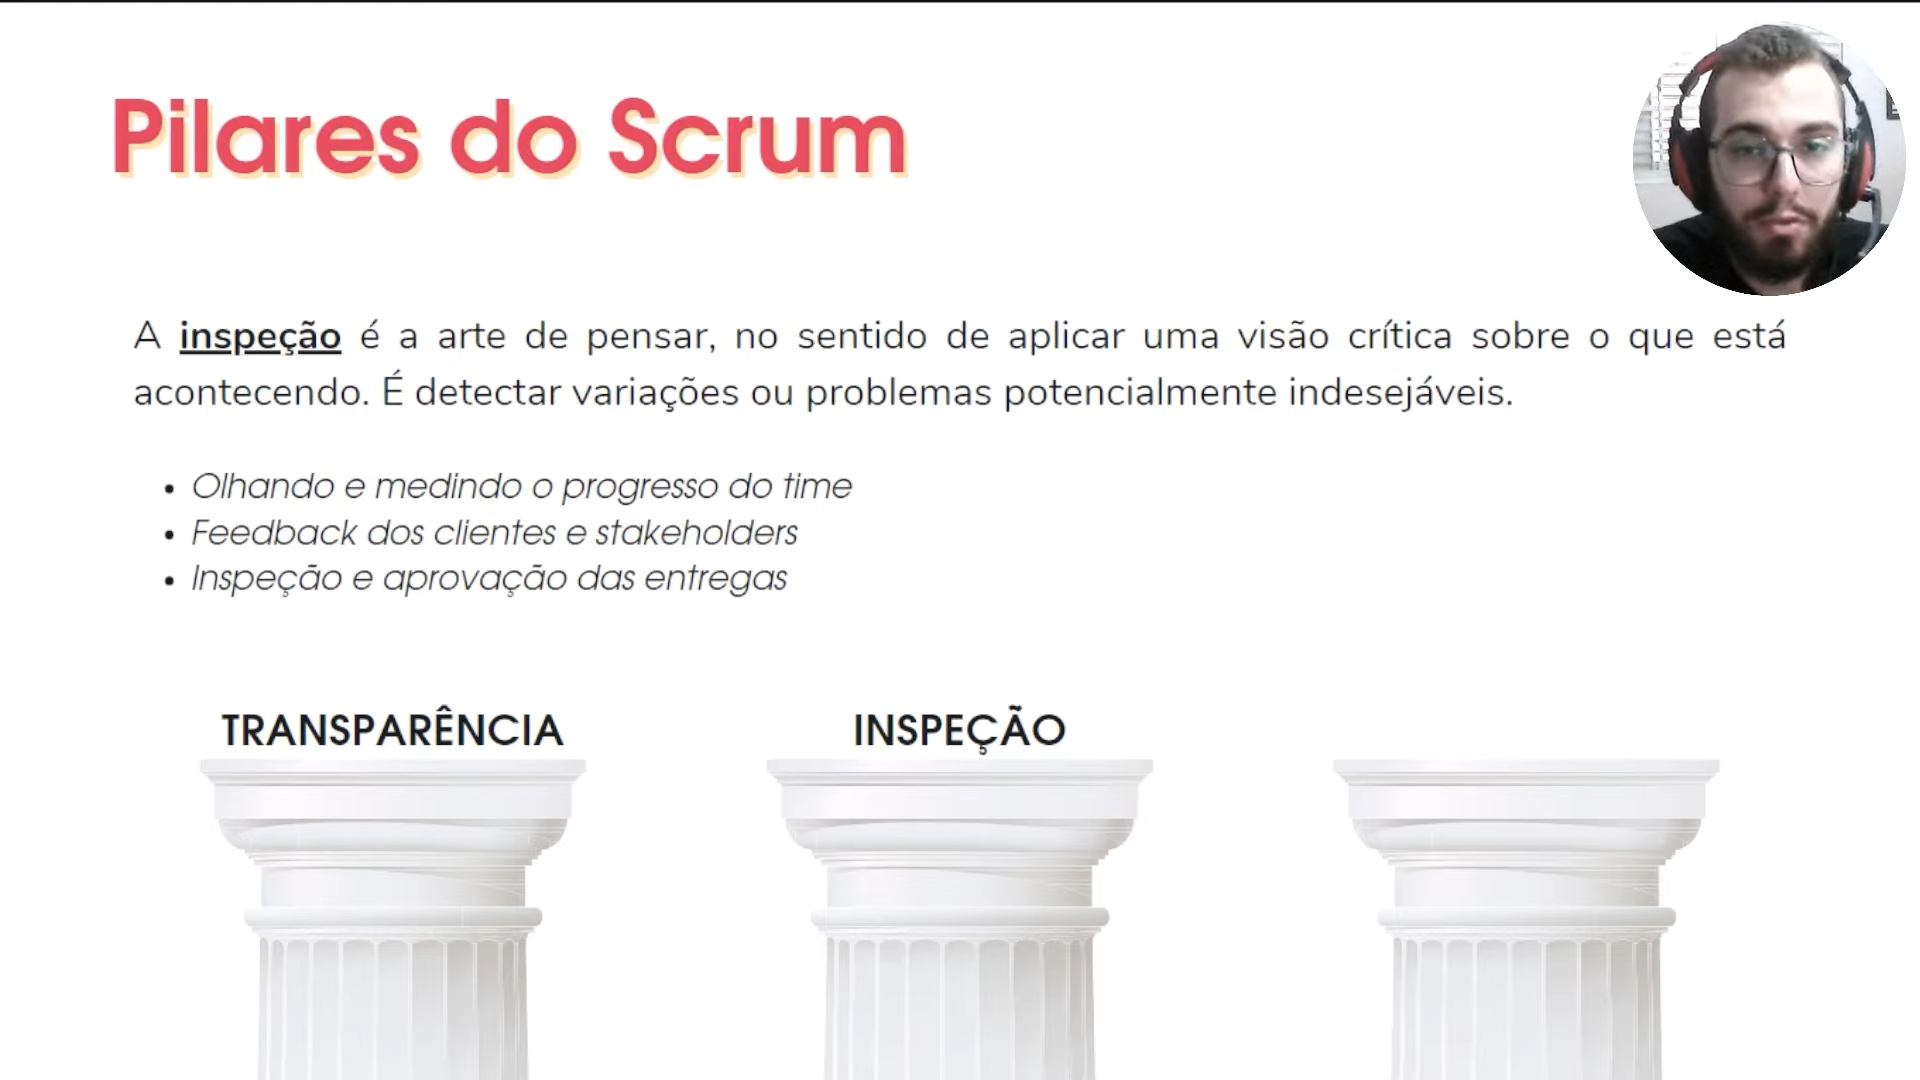 Pilares do Scrum
A inspeção é a arte de pensar, no sentido de aplicar uma visão crítica sobre o que está
acontecendo. É detectar variações ou problemas potencialmente indesejáveis.
• Olhando e medindo o progresso do time
• Feedback dos clientes e stakeholders
• Inspeção e aprovação das entregas
TRANSPARÊNCIA
INSPEÇÃO